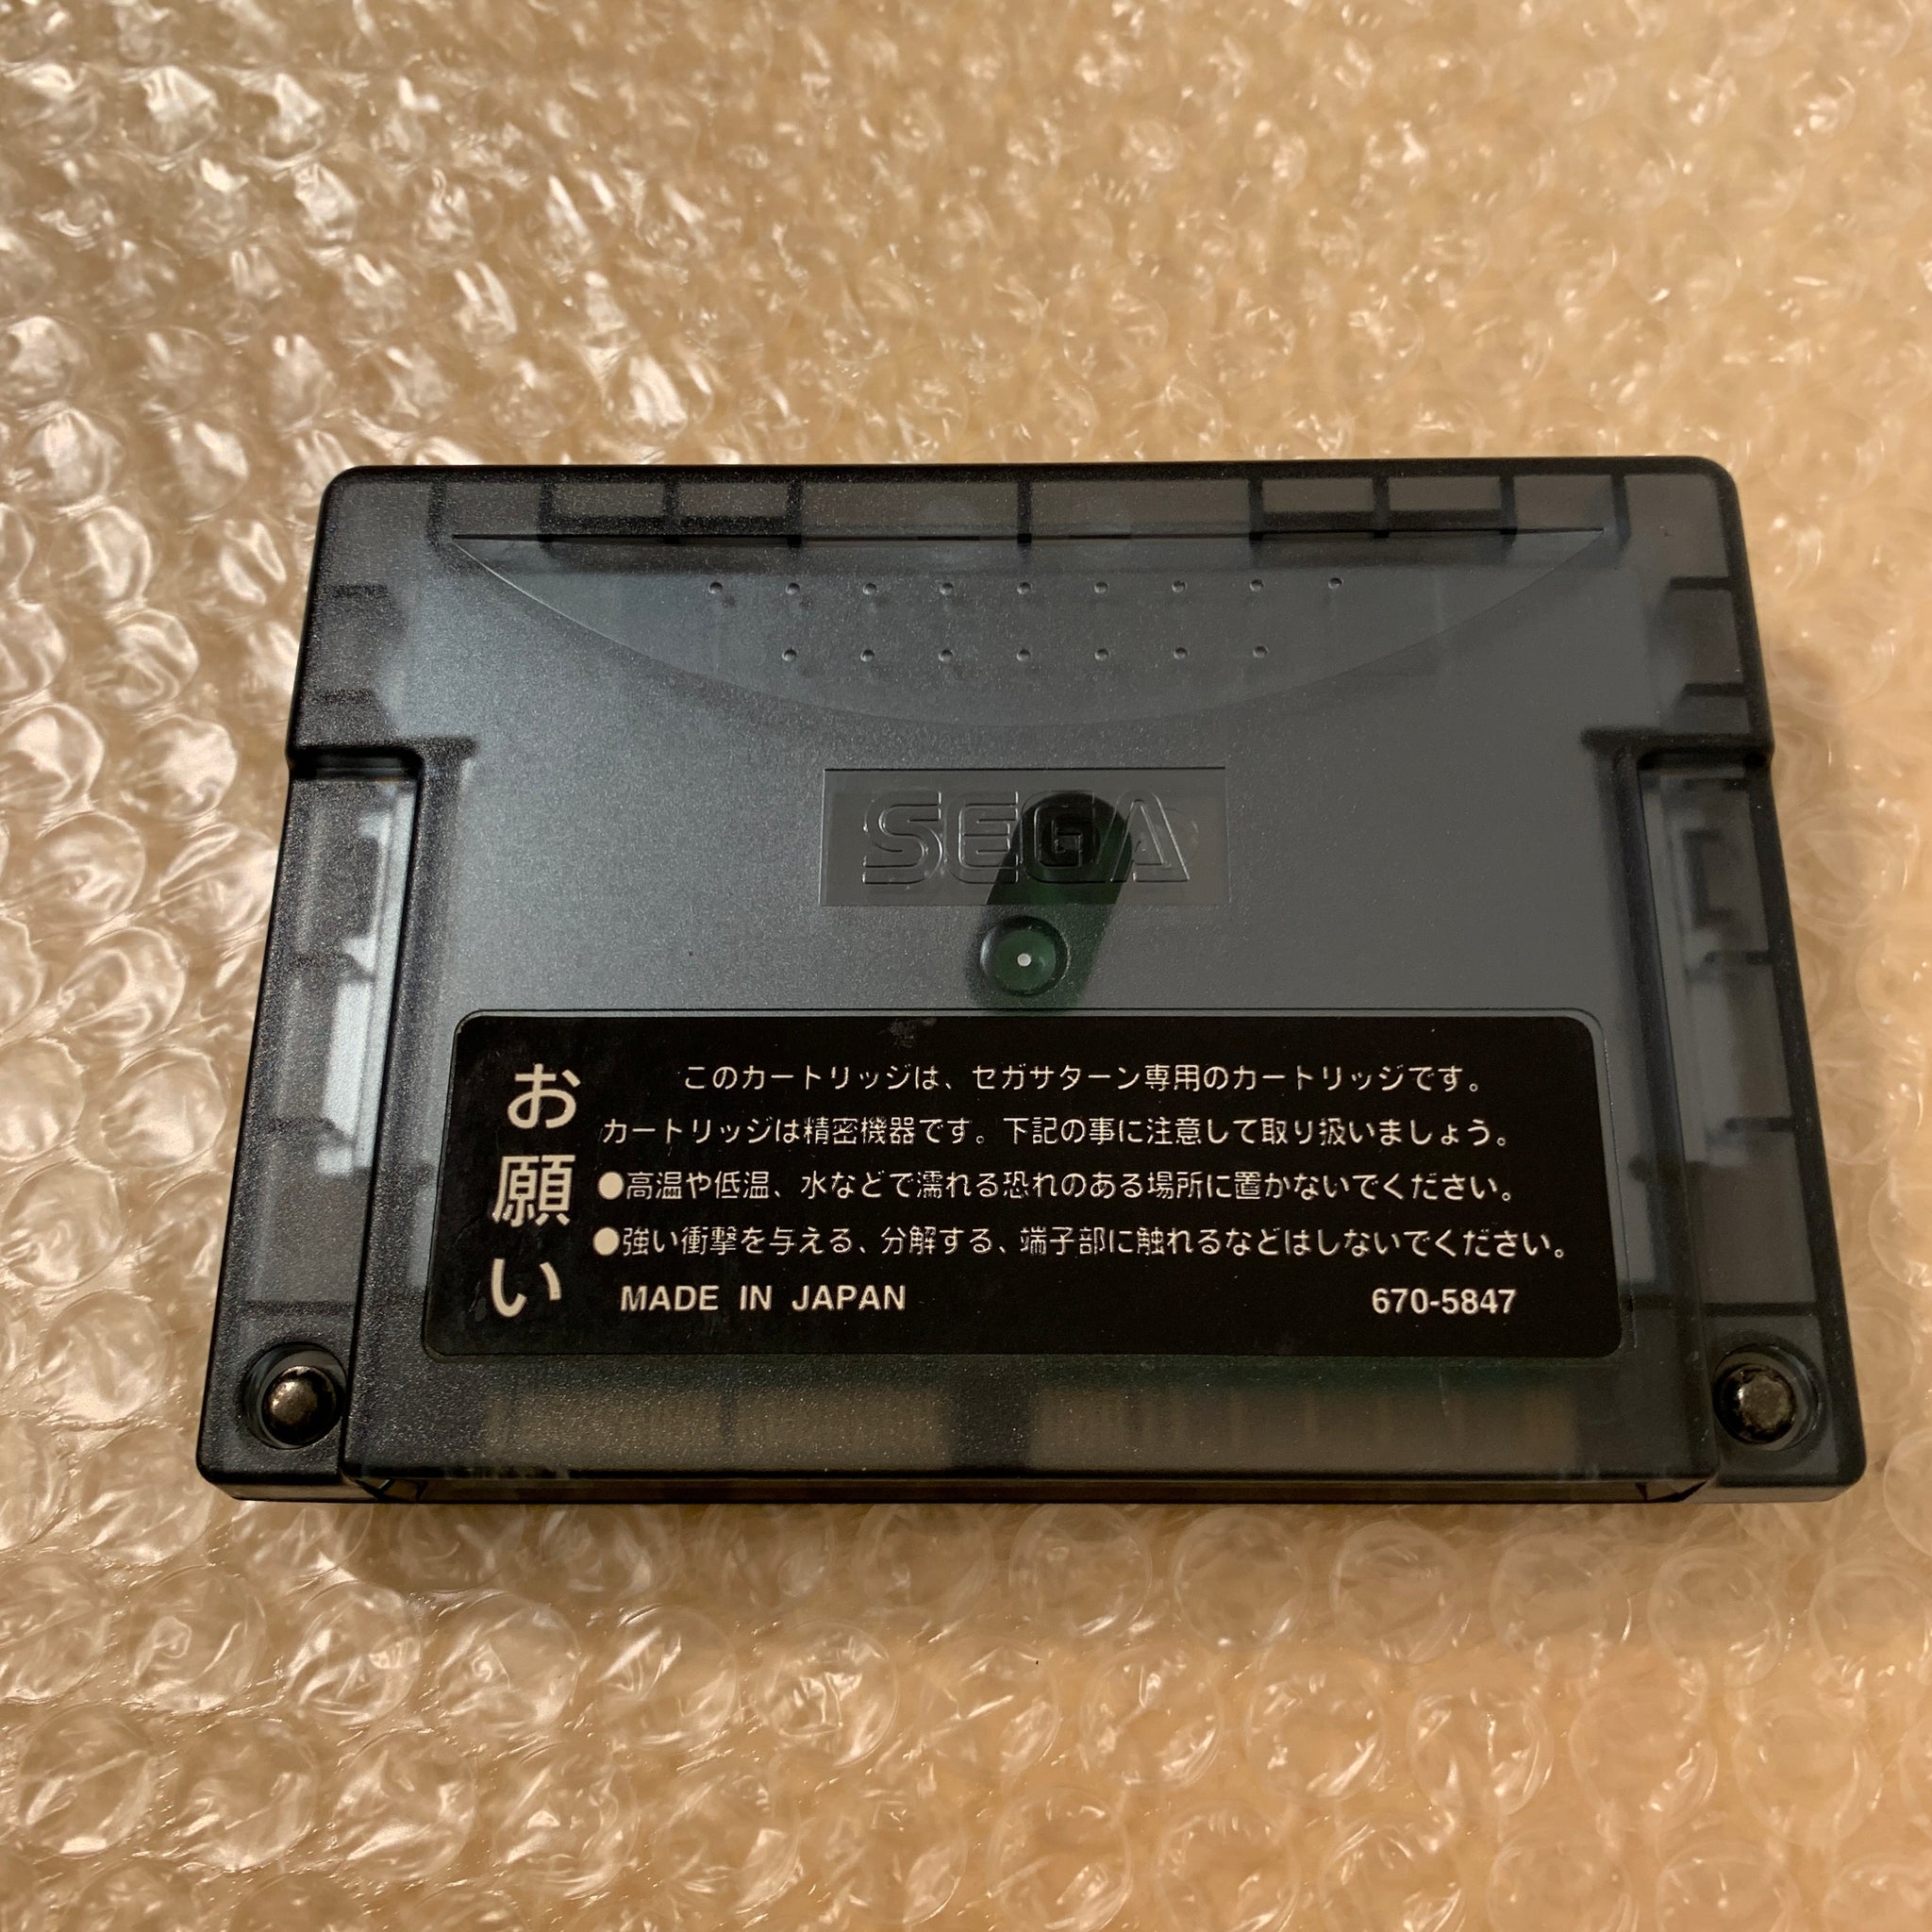 SEGA
お願い
このカートリッジは、セガサターン専用のカートリッジです。
カートリッジは精密機器です。下記の事に注意して取り扱いましょう。
●高温や低温、水などで濡れる恐れのある場所に置かないでください。
●強い衝撃を与える、分解する、端子部に触れるなどはしないでください。
MADE IN JAPAN 670-5847